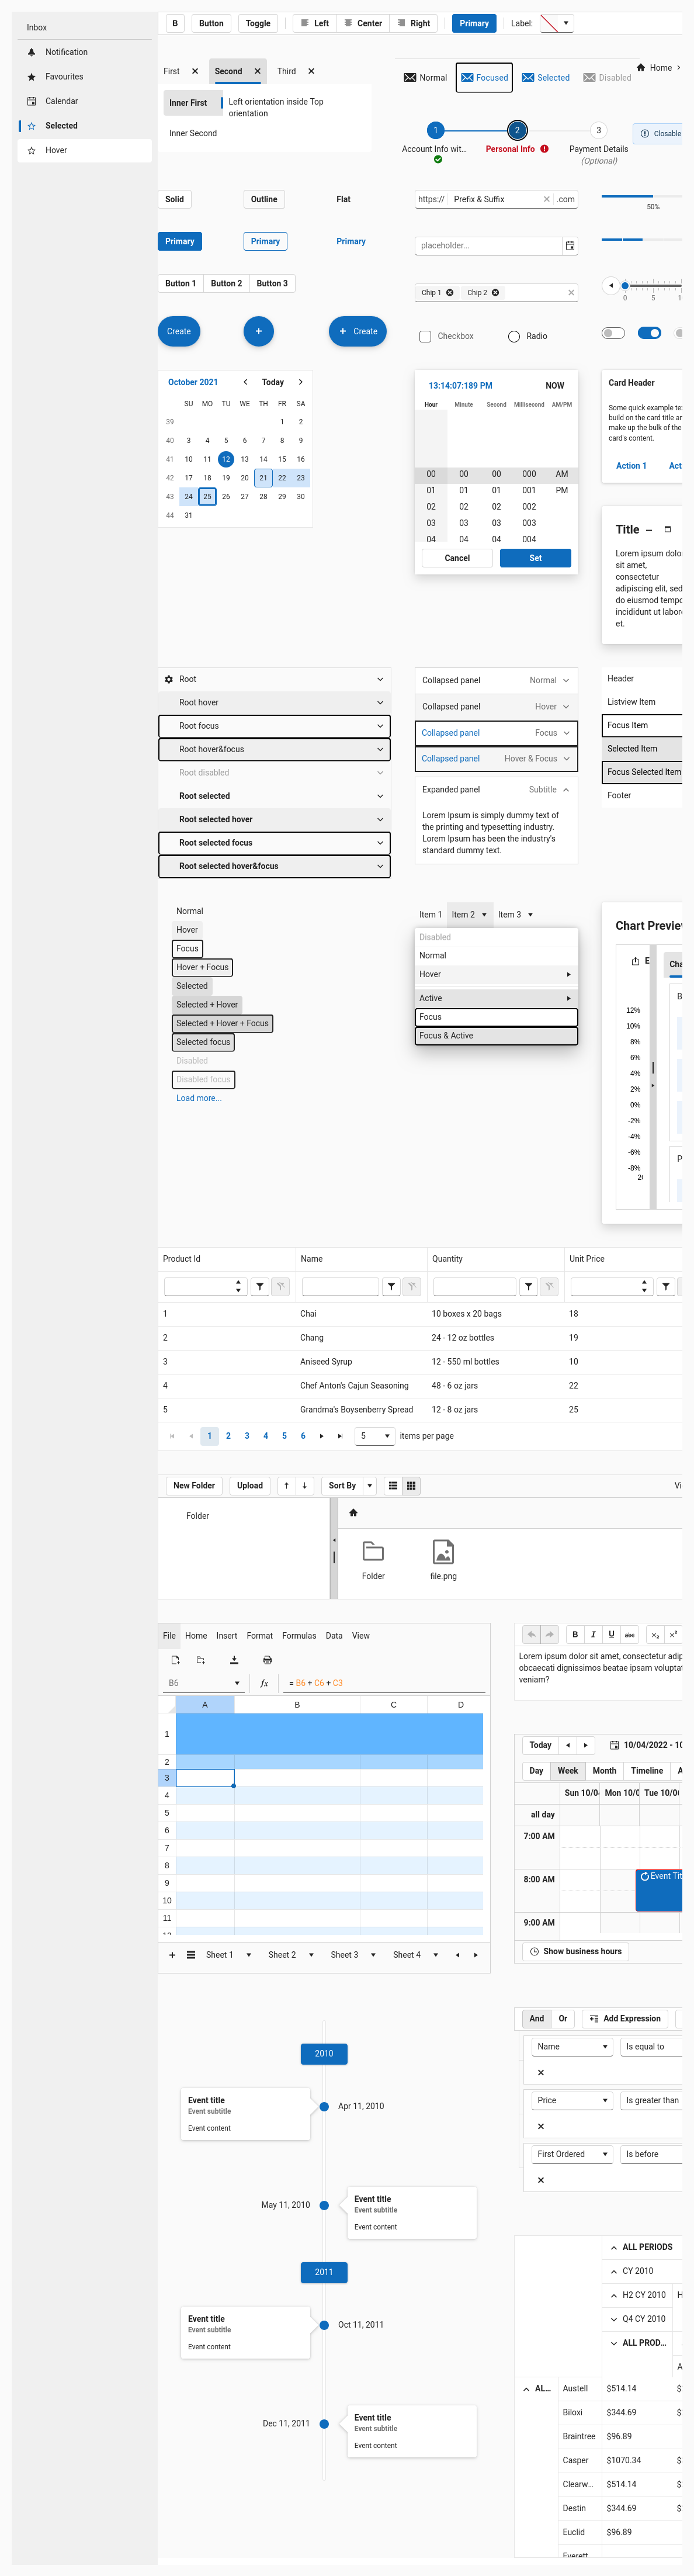 Inbox
Notification
Favourites
Calendar
Selected
Hover
B Button Toggle Left Center Right Primary Label:
First Second Third
Inner First
Left orientation inside Top
orientation
Inner Second
Normal Focused Selected Disabled
Home
1 2 3
Account Info wit... Personal Info Payment Details
(Optional)
Closable
Solid Outline Flat
Primary Primary Primary
Button 1 Button 2 Button 3
Create Create
https:// Prefix & Suffix .com
placeholder...
Chip 1 Chip 2
Checkbox Radio
50%
0 5
October 2021 Today
SU MO TU WE TH FR SA
39 1 2
40 3 4 5 6 7 8 9
41 10 11 12 13 14 15 16
42 17 18 19 20 21 22 23
43 24 25 26 27 28 29 30
44 31
13:14:07:189 PM NOW
Hour Minute Second Millisecond AM/PM
00 00 00 000 AM
01 01 01 001 PM
02 02 02 002
03 03 03 003
04 04 04 004
Cancel Set
Card Header
Some quick example te
build on the card title an
make up the bulk of the
card's content.
Action 1 Act
Title
Lorem ipsum dolor
sit amet,
consectetur
adipiscing elit, sed
do eiusmod tempo
incididunt ut labore
et.
Root
Root hover
Root focus
Root hover&focus
Root disabled
Root selected
Root selected hover
Root selected focus
Root selected hover&focus
Collapsed panel Normal
Collapsed panel Hover
Collapsed panel Focus
Collapsed panel Hover & Focus
Expanded panel Subtitle
Lorem Ipsum is simply dummy text of
the printing and typesetting industry.
Lorem Ipsum has been the industry's
standard dummy text.
Header
Listview Item
Focus Item
Selected Item
Focus Selected Item
Footer
Normal
Hover
Focus
Hover + Focus
Selected
Selected + Hover
Selected + Hover + Focus
Selected focus
Disabled
Disabled focus
Load more...
Item 1 Item 2 Item 3
Disabled
Normal
Hover
Active
Focus
Focus & Active
Chart Preview
E Cha
B
12%
10%
8%
6%
4%
2%
0%
-2%
-4%
-6%
-8%
P
Product Id Name Quantity Unit Price
1 Chai 10 boxes x 20 bags 18
2 Chang 24 - 12 oz bottles 19
3 Aniseed Syrup 12 - 550 ml bottles 10
4 Chef Anton's Cajun Seasoning 48 - 6 oz jars 22
5 Grandma's Boysenberry Spread 12 - 8 oz jars 25
1 2 3 4 5 6 5 items per page
New Folder Upload Sort By Vi
Folder
Folder file.png
File Home Insert Format Formulas Data View
B6 fx = B6 + C6 + C3
A B C D
1
2
3
4
5
6
7
8
9
10
11
12
Sheet 1 Sheet 2 Sheet 3 Sheet 4
B I U abc x₂ x²
Lorem ipsum dolor sit amet, consectetur adip
obcaecati dignissimos beatae ipsam voluptat
veniam?
Today 10/04/2022 - 10
Day Week Month Timeline A
Sun 10/0 Mon 10/0 Tue 10/0
all day
7:00 AM
8:00 AM Event Tit
9:00 AM
Show business hours
2010
Event title
Event subtitle
Event content
Apr 11, 2010
May 11, 2010
Event title
Event subtitle
Event content
2011
Event title
Event subtitle
Event content
Oct 11, 2011
Dec 11, 2011
Event title
Event subtitle
Event content
And Or Add Expression
Name Is equal to
Price Is greater than
First Ordered Is before
ALL PERIODS
CY 2010
H2 CY 2010 H
Q4 CY 2010
ALL PROD...
A
AL... Austell $514.14 $
Biloxi $344.69 $
Braintree $96.89
Casper $1070.34 $
Clearw... $514.14 $
Destin $344.69 $
Euclid $96.89
Everett